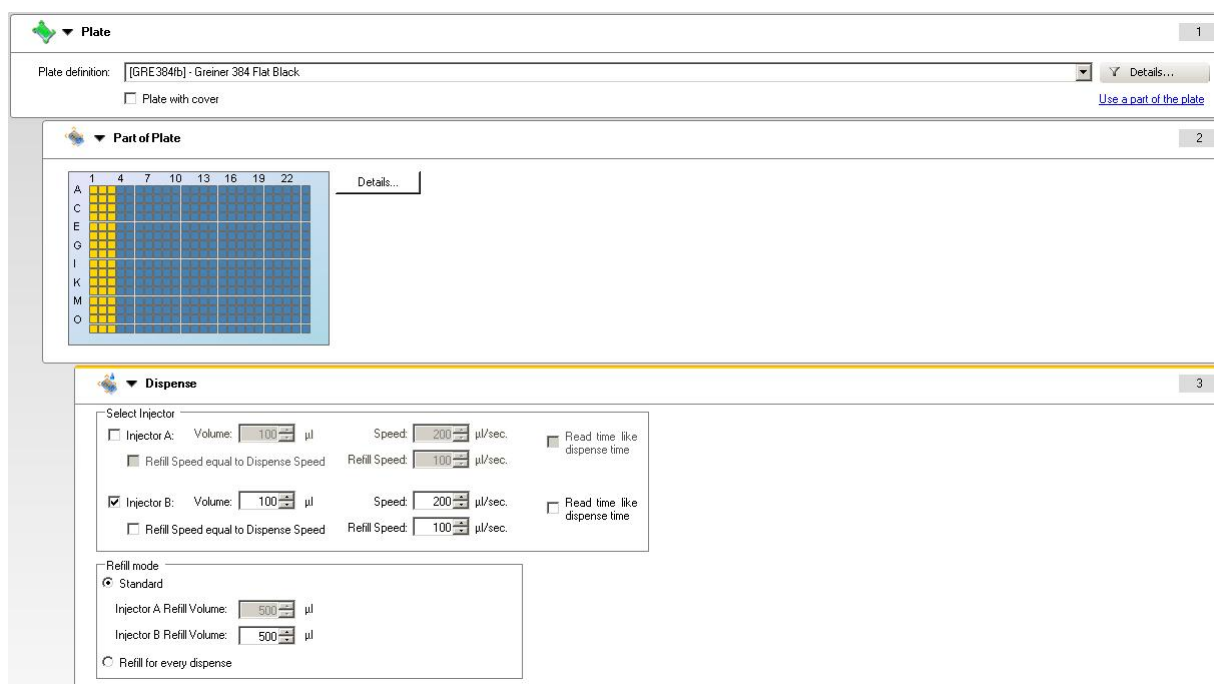 Plate 1
Plate definition: [GRE384fb] - Greiner 384 Flat Black Details...
Plate with cover Use a part of the plate
Part of Plate 2
1 4 7 10 13 16 19 22
Details...
A
C
E
G
I
K
M
O
Dispense 3
Select Injector
Injector A: Volume: 100 µl Speed: 200 µl/sec. Read time like
dispense time
Refill Speed equal to Dispense Speed Refill Speed: 100 µl/sec.
Injector B: Volume: 100 µl Speed: 200 µl/sec. Read time like
dispense time
Refill Speed equal to Dispense Speed Refill Speed: 100 µl/sec.
Refill mode
Standard
Injector A Refill Volume: 500 µl
Injector B Refill Volume: 500 µl
Refill for every dispense